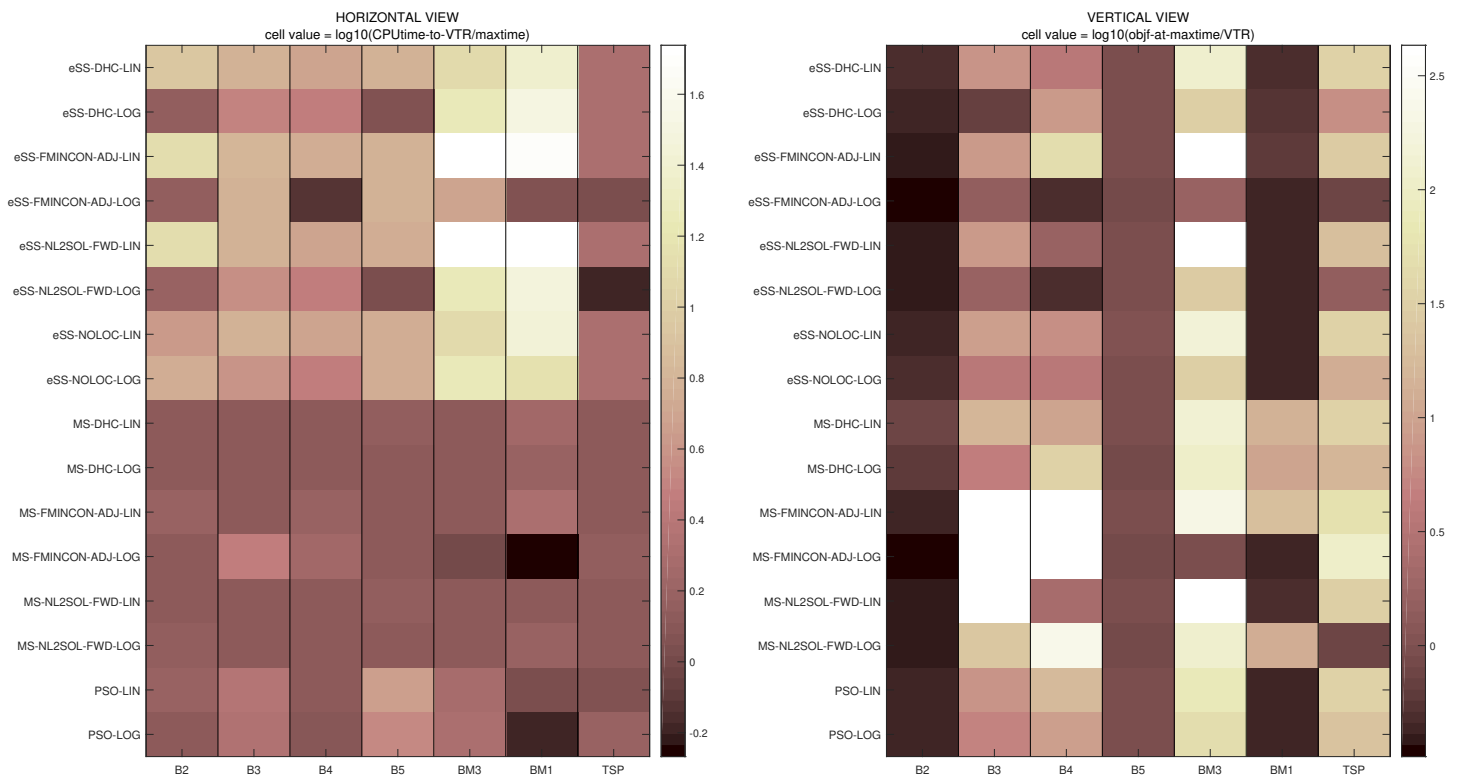 HORIZONTAL VIEW
cell value = log10(CPUtime-to-VTR/maxtime)
eSS-DHC-LIN
eSS-DHC-LOG
eSS-FMINCON-ADJ-LIN
eSS-FMINCON-ADJ-LOG
eSS-NL2SOL-FWD-LIN
eSS-NL2SOL-FWD-LOG
eSS-NOLOC-LIN
eSS-NOLOC-LOG
MS-DHC-LIN
MS-DHC-LOG
MS-FMINCON-ADJ-LIN
MS-FMINCON-ADJ-LOG
MS-NL2SOL-FWD-LIN
MS-NL2SOL-FWD-LOG
PSO-LIN
PSO-LOG
B2 B3 B4 B5 BM3 BM1 TSP
1.6
1.4
1.2
1
0.8
0.6
0.4
0.2
0
-0.2
VERTICAL VIEW
cell value = log10(objf-at-maxtime/VTR)
eSS-DHC-LIN
eSS-DHC-LOG
eSS-FMINCON-ADJ-LIN
eSS-FMINCON-ADJ-LOG
eSS-NL2SOL-FWD-LIN
eSS-NL2SOL-FWD-LOG
eSS-NOLOC-LIN
eSS-NOLOC-LOG
MS-DHC-LIN
MS-DHC-LOG
MS-FMINCON-ADJ-LIN
MS-FMINCON-ADJ-LOG
MS-NL2SOL-FWD-LIN
MS-NL2SOL-FWD-LOG
PSO-LIN
PSO-LOG
B2 B3 B4 B5 BM3 BM1 TSP
2.5
2
1.5
1
0.5
0